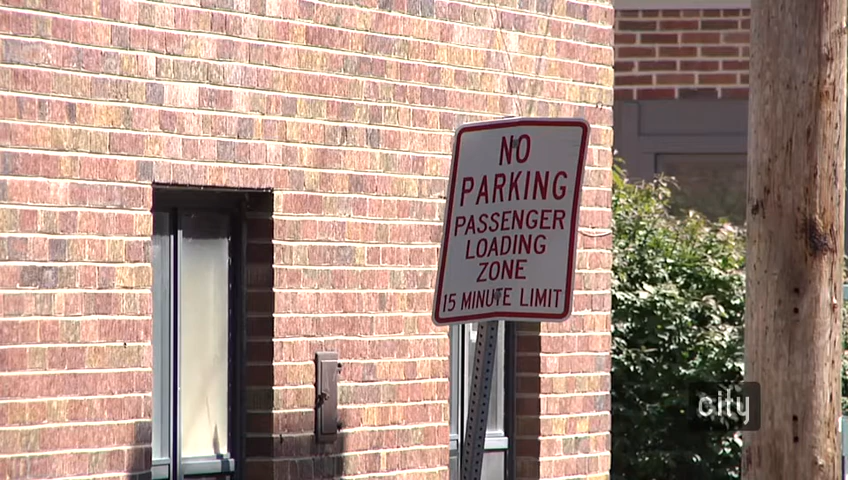 NO
PARKING
PASSENGER
LOADING
ZONE
15 MINUTE LIMIT
city